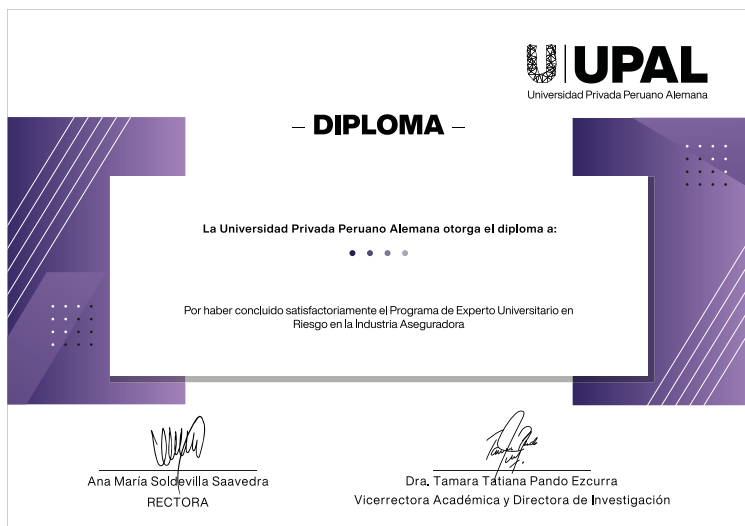 UPAL
Universidad Privada Peruano Alemana
– DIPLOMA –
La Universidad Privada Peruano Alemana otorga el diploma a:
Por haber concluido satisfactoriamente el Programa de Experto Universitario en
Riesgo en la Industria Aseguradora
Ana María Soldevilla Saavedra
RECTORA
Dra. Tamara Tatiana Pando Ezcurra
Vicerrectora Académica y Directora de Investigación